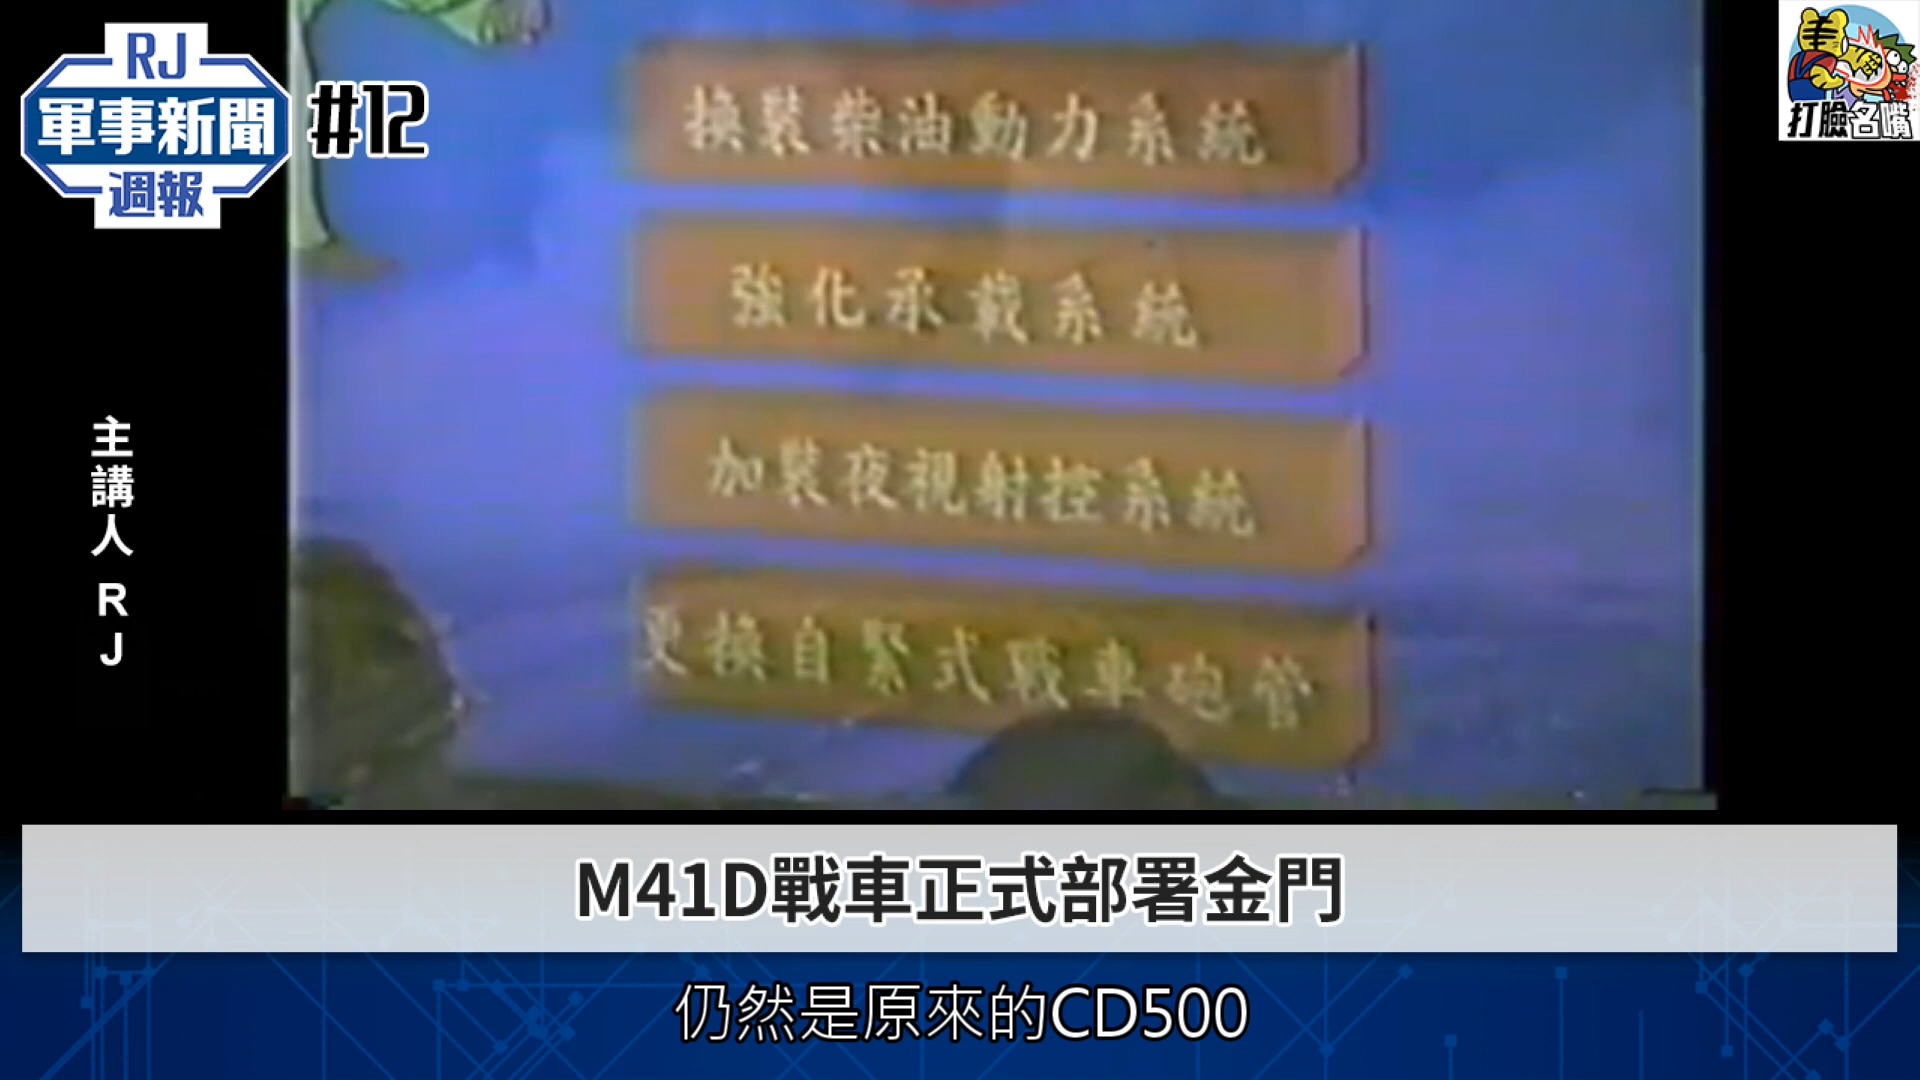 RJ
軍事新聞
週報
#12
打臉名嘴
換裝柴油動力系統
強化承載系統
加裝夜視射控系統
更換自緊式戰車砲管
主講人RJ
M41D戰車正式部署金門
仍然是原來的CD500